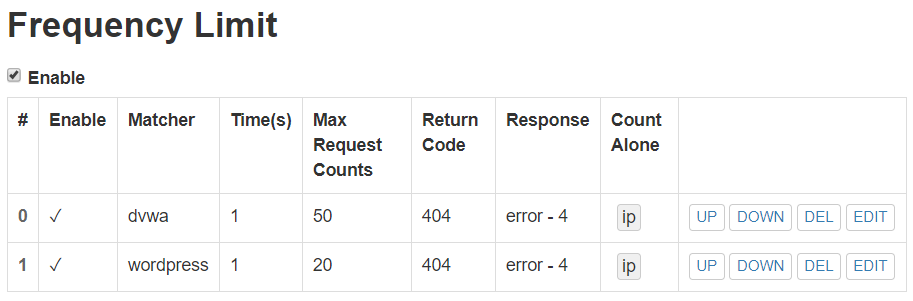 Frequency Limit
Enable
# Enable Matcher Time(s) Max Request Counts Return Code Response Count Alone
0 ✓ dvwa 1 50 404 error - 4 ip UP DOWN DEL EDIT
1 ✓ wordpress 1 20 404 error - 4 ip UP DOWN DEL EDIT